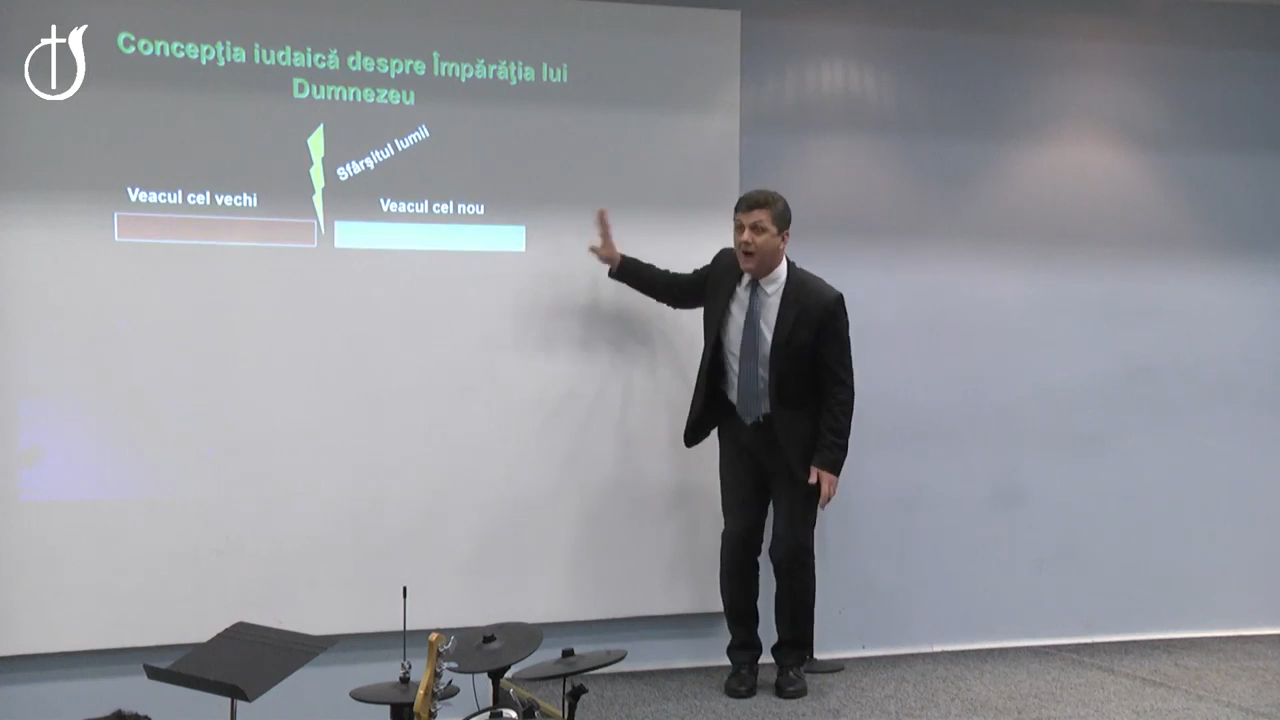 Concepţia iudaică despre Împărăţia lui
Dumnezeu
Sfârşitul lumii
Veacul cel vechi
Veacul cel nou